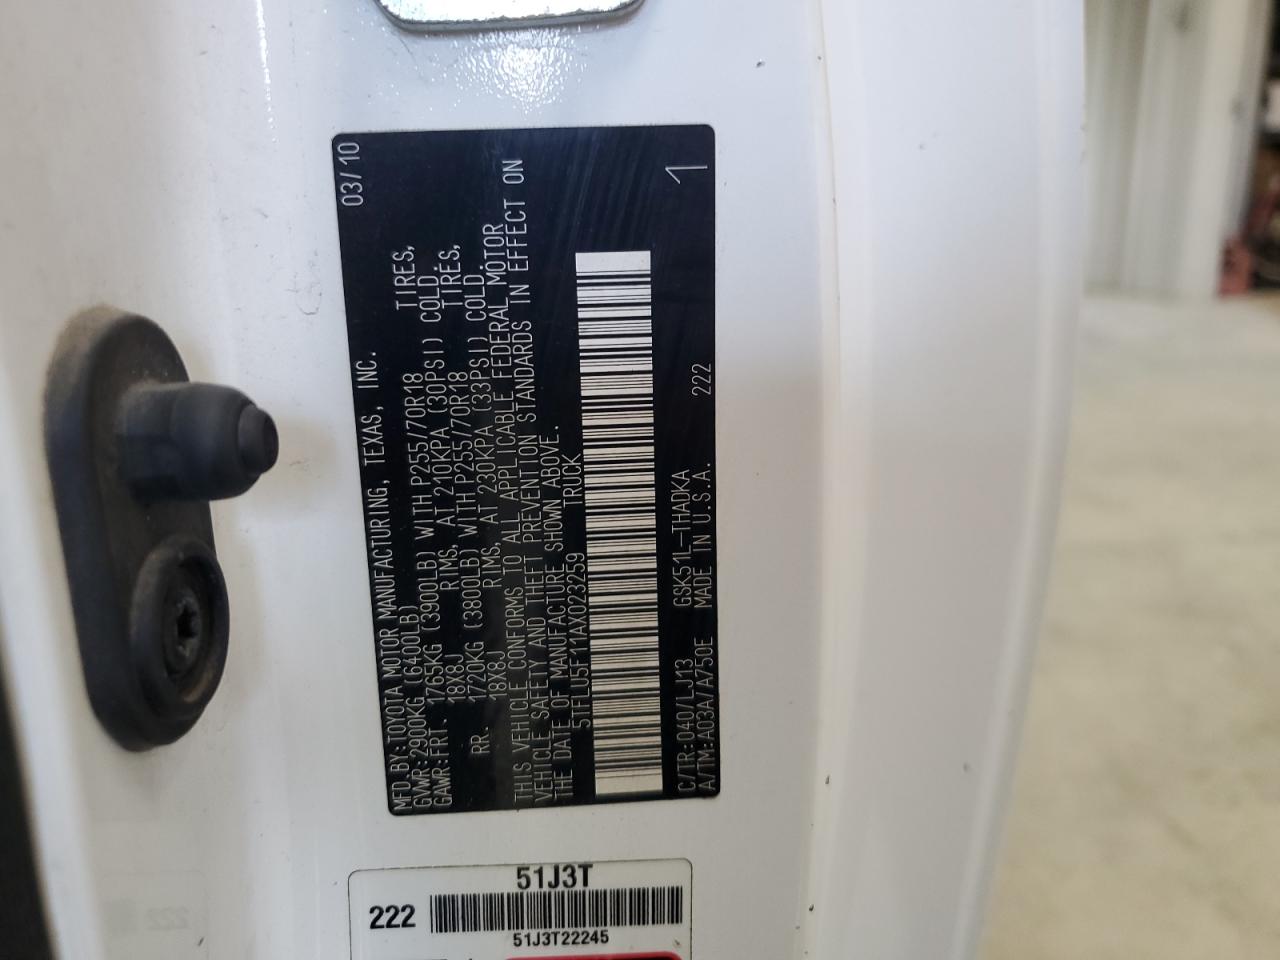 MFD.BY:TOYOTA MOTOR MANUFACTURING, TEXAS, INC. 03/10
GVWR:2900KG (6400LB)
GAWR:FRT. 1765KG (3900LB) WITH P255/70R18 TIRES,
18X8J RIMS, AT 210KPA (30PSI) COLD.
RR. 1720KG (3800LB) WITH P255/70R18 TIRES,
18X8J RIMS, AT 230KPA (33PSI) COLD.
THIS VEHICLE CONFORMS TO ALL APPLICABLE FEDERAL MOTOR
VEHICLE SAFETY AND THEFT PREVENTION STANDARDS IN EFFECT ON
THE DATE OF MANUFACTURE SHOWN ABOVE.
5TFLU5F11AX023259 TRUCK
C/TR:040/LJ13 GSK51L-THADKA
A/TM:A03A/A750E MADE IN U.S.A. 222 1
51J3T
222
51J3T22245